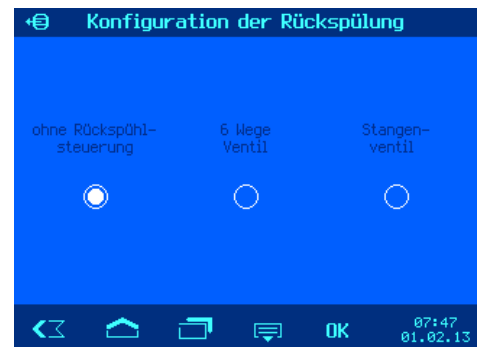 Konfiguration der Rückspülung
ohne Rückspühl-
steuerung
6 Wege
Ventil
Stangen-
ventil
OK
07:47
01.02.13